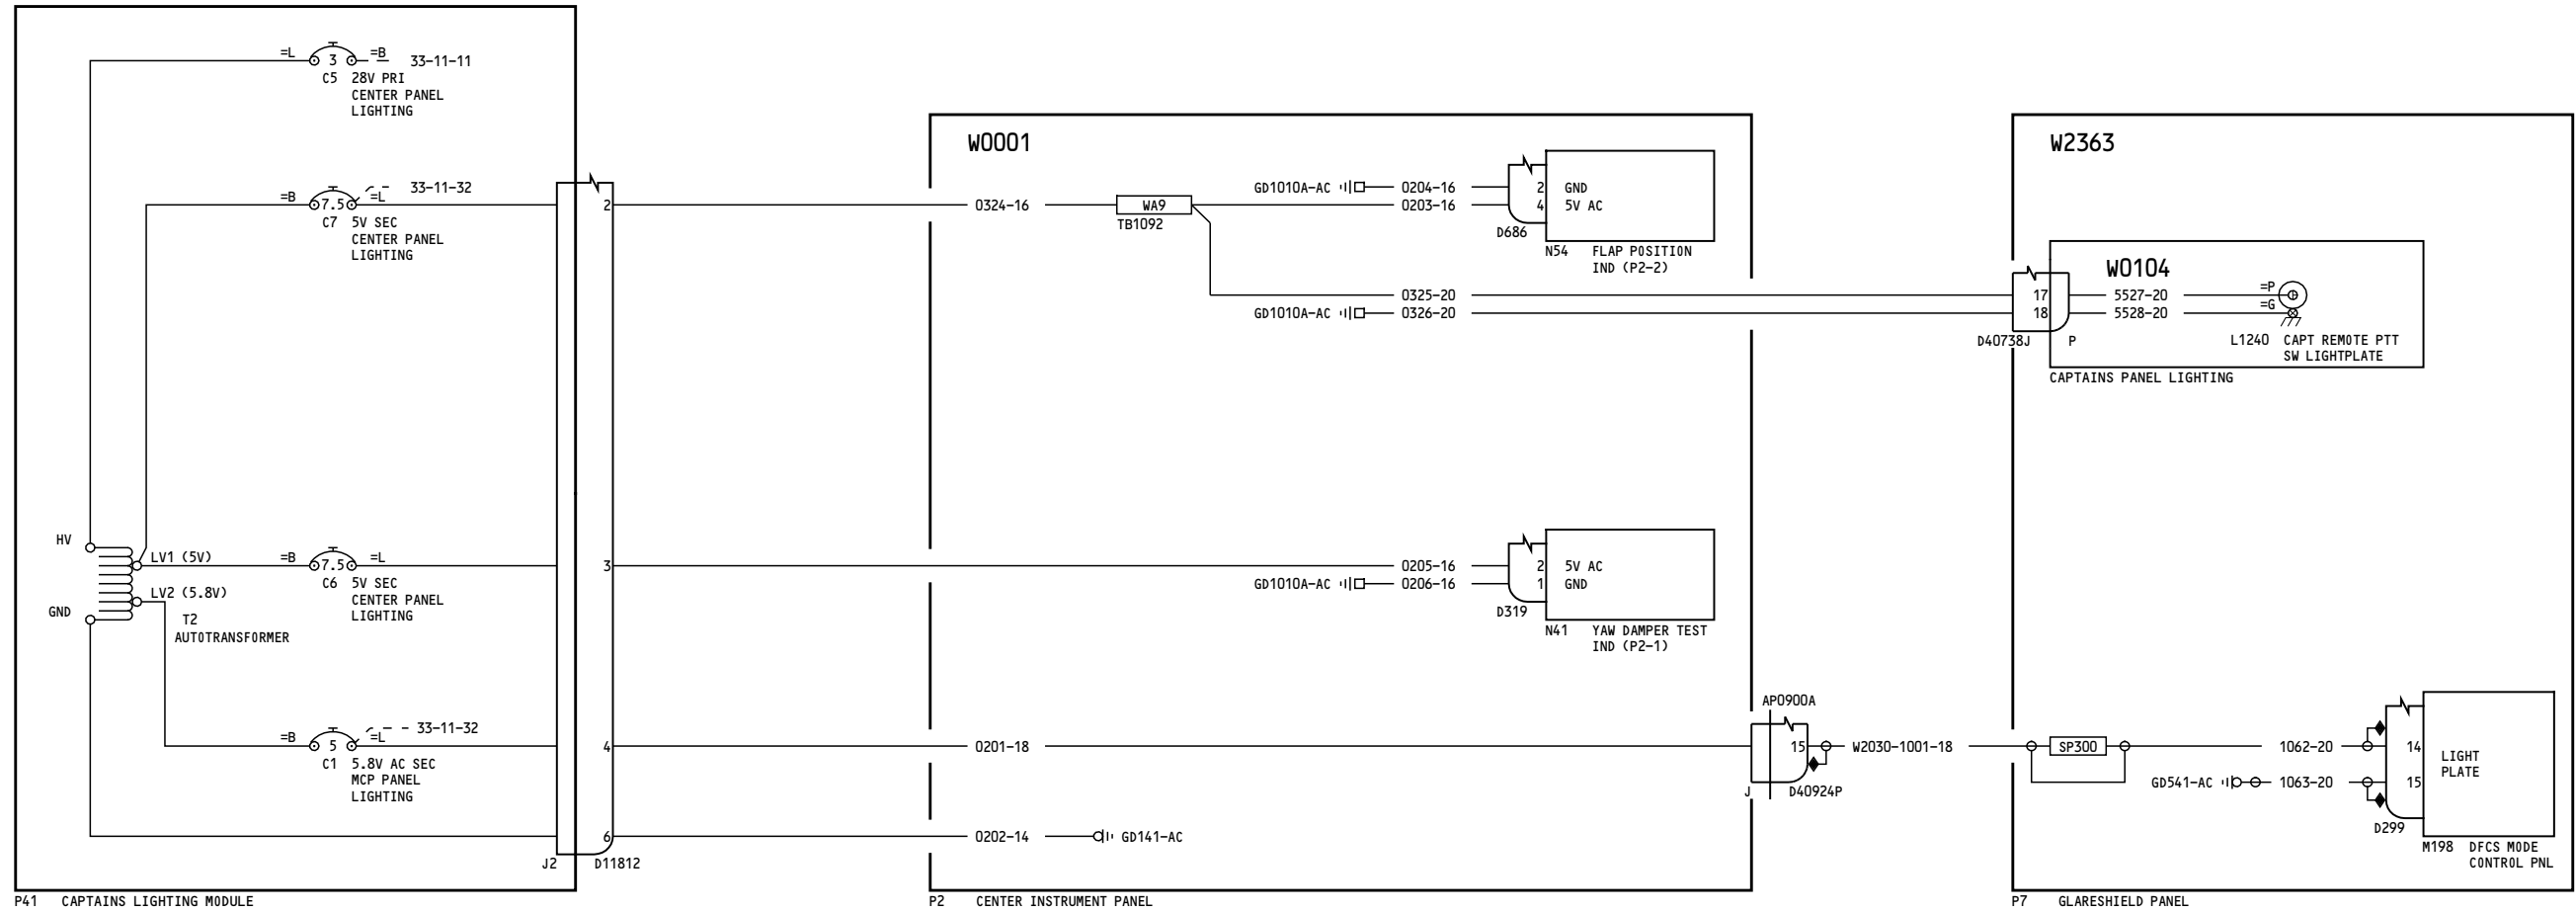 =L
3
=B
33-11-11
C5 28V PRI
CENTER PANEL
LIGHTING
=B
7.5
=L
33-11-32
C7 5V SEC
CENTER PANEL
LIGHTING
HV
LV1 (5V)
LV2 (5.8V)
GND
T2
AUTOTRANSFORMER
=B
7.5
=L
C6 5V SEC
CENTER PANEL
LIGHTING
=B
5
=L
33-11-32
C1 5.8V AC SEC
MCP PANEL
LIGHTING
2
3
4
6
J2
D11812
P41 CAPTAINS LIGHTING MODULE
W0001
0324-16
WA9
TB1092
GD1010A-AC
0204-16
0203-16
2 GND
4 5V AC
D686
N54 FLAP POSITION
IND (P2-2)
0325-20
GD1010A-AC
0326-20
0205-16
GD1010A-AC
0206-16
2 5V AC
1 GND
D319
N41 YAW DAMPER TEST
IND (P2-1)
0201-18
0202-14
GD141-AC
AP0900A
15
J
D40924P
W2030-1001-18
P2 CENTER INSTRUMENT PANEL
W2363
W0104
17
18
5527-20
5528-20
=P
=G
D40738J
P
L1240 CAPT REMOTE PTT
SW LIGHTPLATE
CAPTAINS PANEL LIGHTING
SP300
1062-20
GD541-AC
1063-20
14
15
LIGHT
PLATE
D299
M198 DFCS MODE
CONTROL PNL
P7 GLARESHIELD PANEL